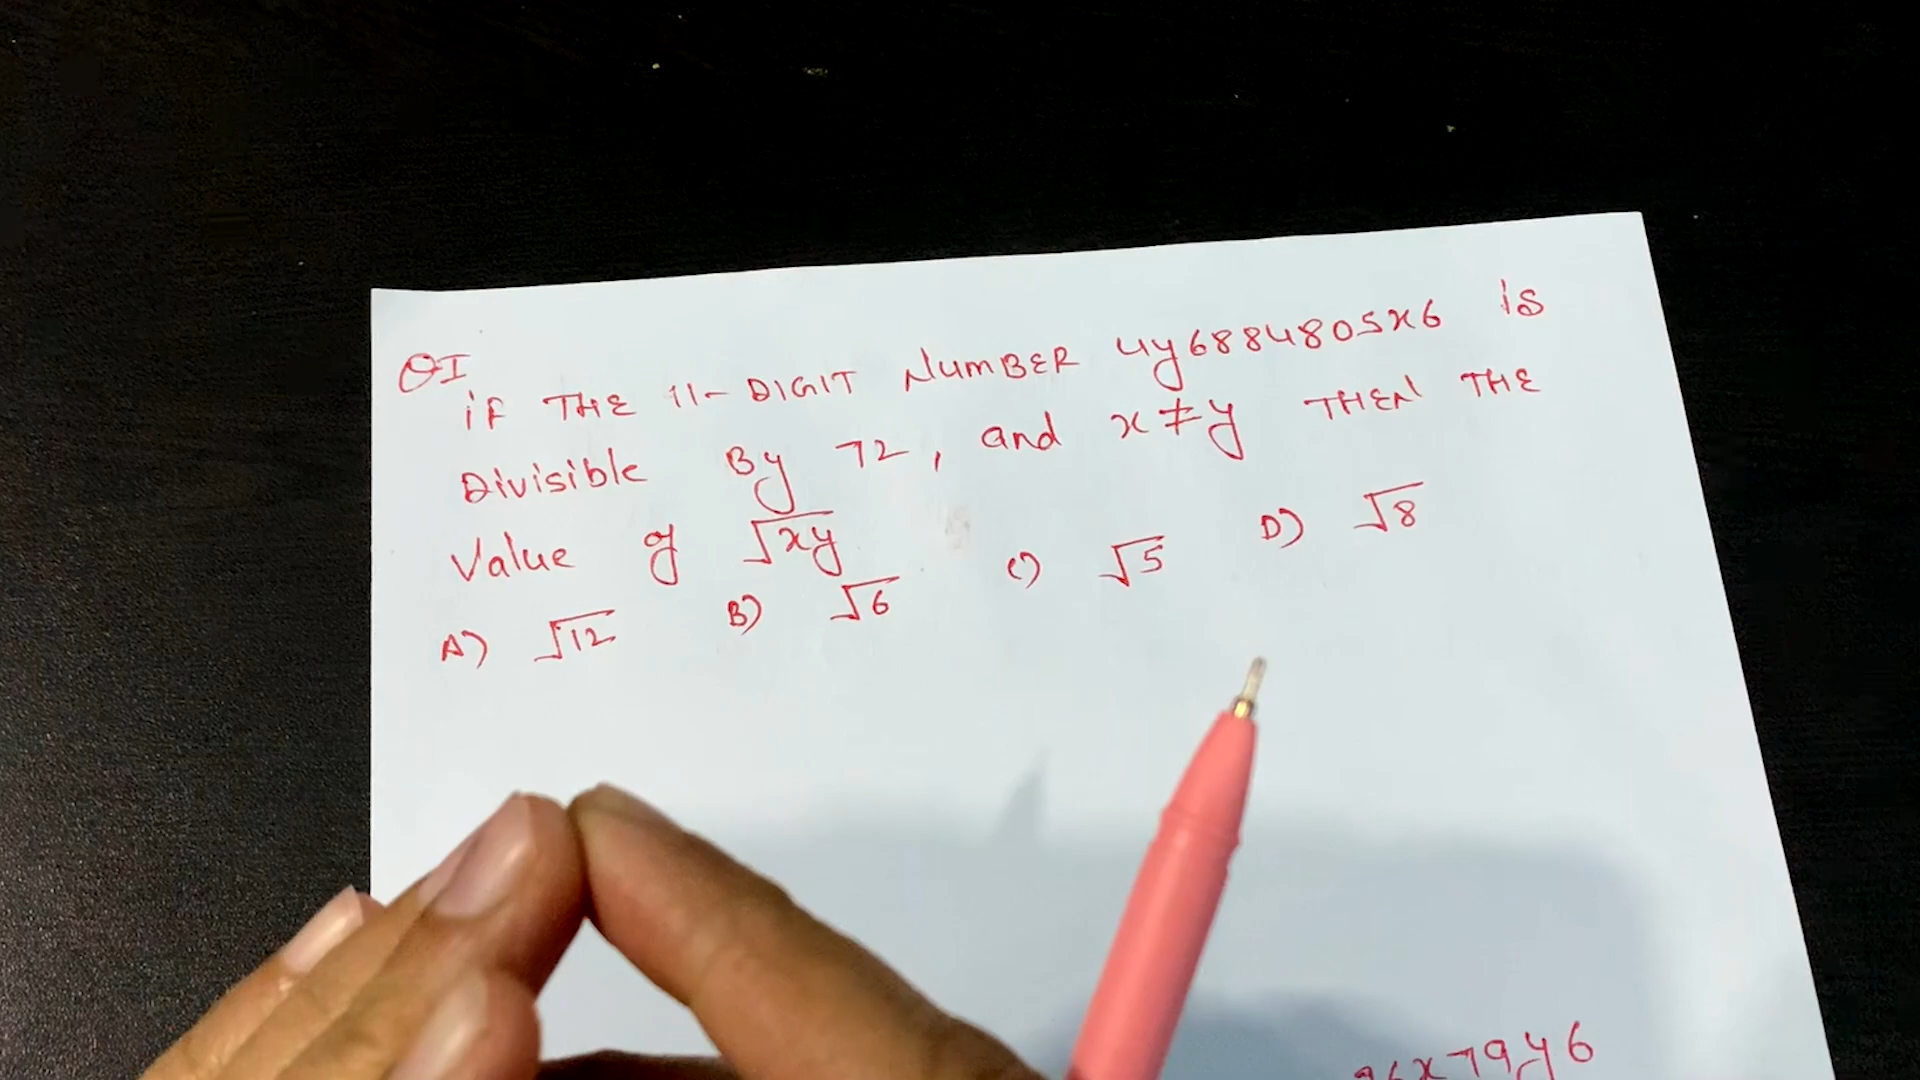 Q1
IF THE 11-DIGIT NUMBER 4y6884805x6 is
Divisible By 72, and x≠y THEN THE
Value of √xy
A) √12 B) √6 C) √5 D) √8
x79y6